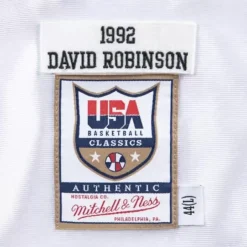 1992
DAVID ROBINSON
USA
BASKETBALL
CLASSICS
AUTHENTIC
NOSTALGIA CO.
Mitchell & Ness
PHILADELPHIA, PA.
44(L)